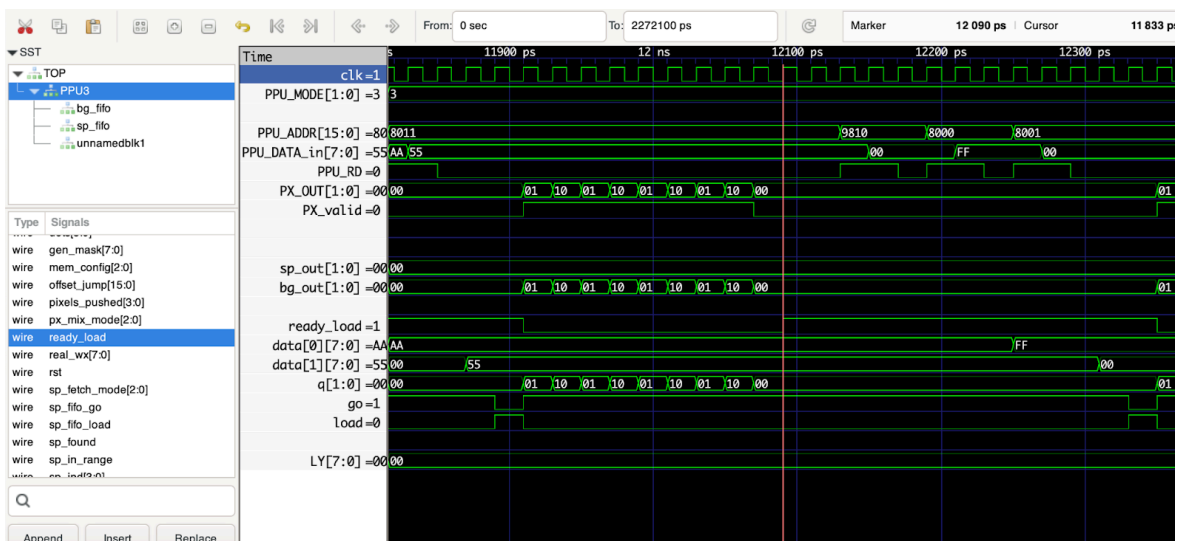 From: 0 sec To: 2272100 ps Marker 12 090 ps | Cursor 11 833 ps
SST
TOP
PPU3
bg_fifo
sp_fifo
unnamedblk1
Type Signals
wire gen_mask[7:0]
wire mem_config[2:0]
wire offset_jump[15:0]
wire pixels_pushed[3:0]
wire px_mix_mode[2:0]
wire ready_load
wire real_wx[7:0]
wire rst
wire sp_fetch_mode[2:0]
wire sp_fifo_go
wire sp_fifo_load
wire sp_found
wire sp_in_range
Append Insert Replace
Time s 11900 ps 12 ns 12100 ps 12200 ps 12300 ps
clk=1
PPU_MODE[1:0] =3 3
PPU_ADDR[15:0] =80 8011 9810 8000 8001
PPU_DATA_in[7:0] =55 AA 55 00 FF 00
PPU_RD=0
PX_OUT[1:0] =00 00 01 10 01 10 01 10 01 10 00 01
PX_valid=0
sp_out[1:0] =00 00
bg_out[1:0] =00 00 01 10 01 10 01 10 01 10 00 01
ready_load=1
data[0][7:0] =AA AA FF
data[1][7:0] =55 00 55 00
q[1:0] =00 00 01 10 01 10 01 10 01 10 00 01
go=1
load=0
LY[7:0] =00 00